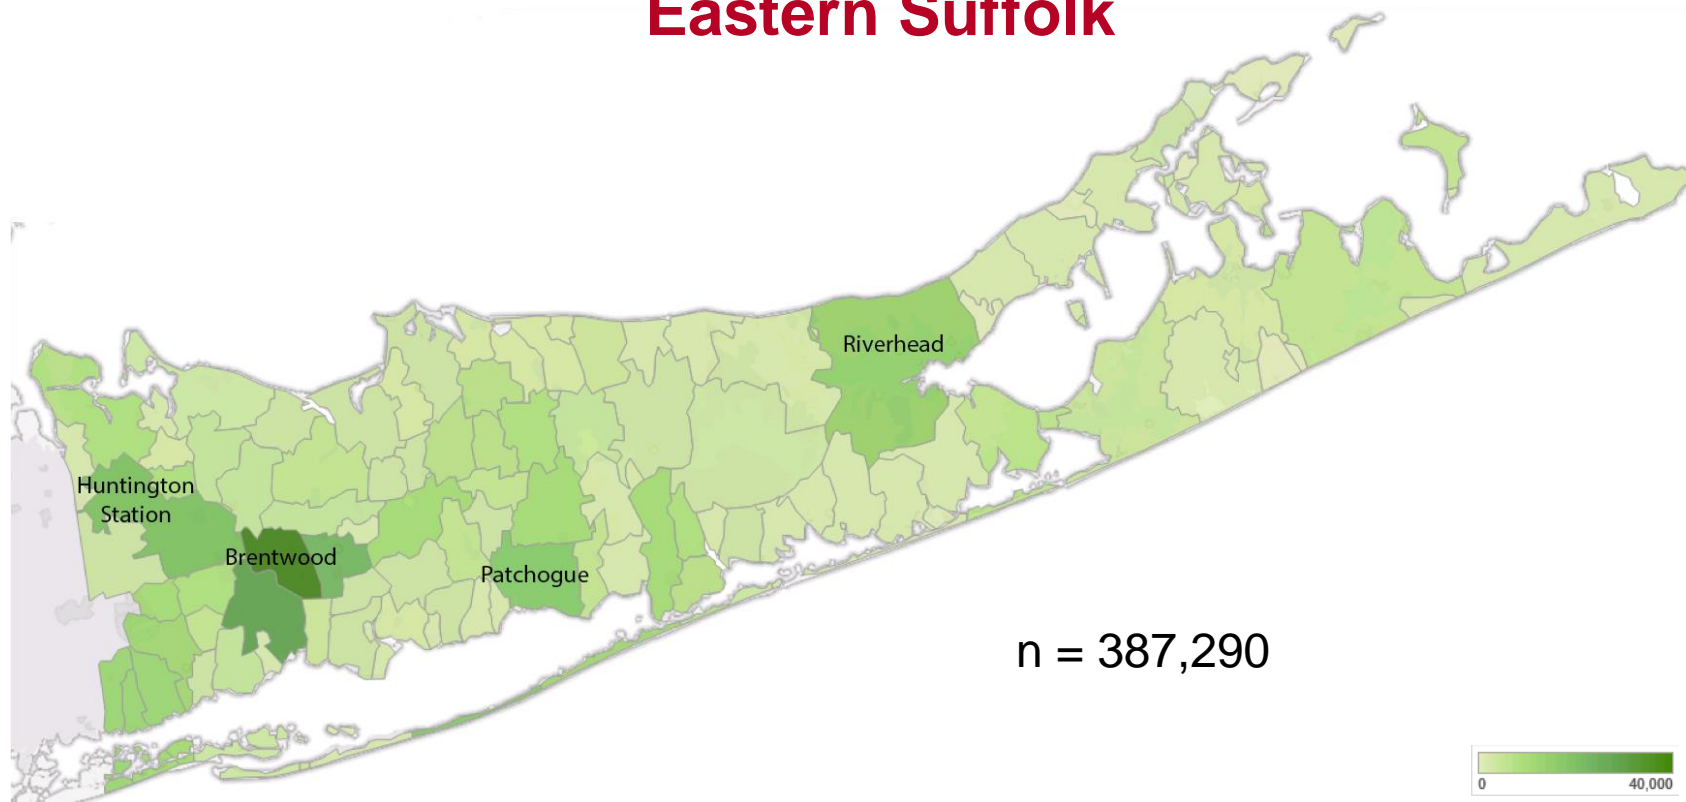 Eastern Suffolk
Riverhead
Huntington
Station
Brentwood
Patchogue
n = 387,290
0
40,000